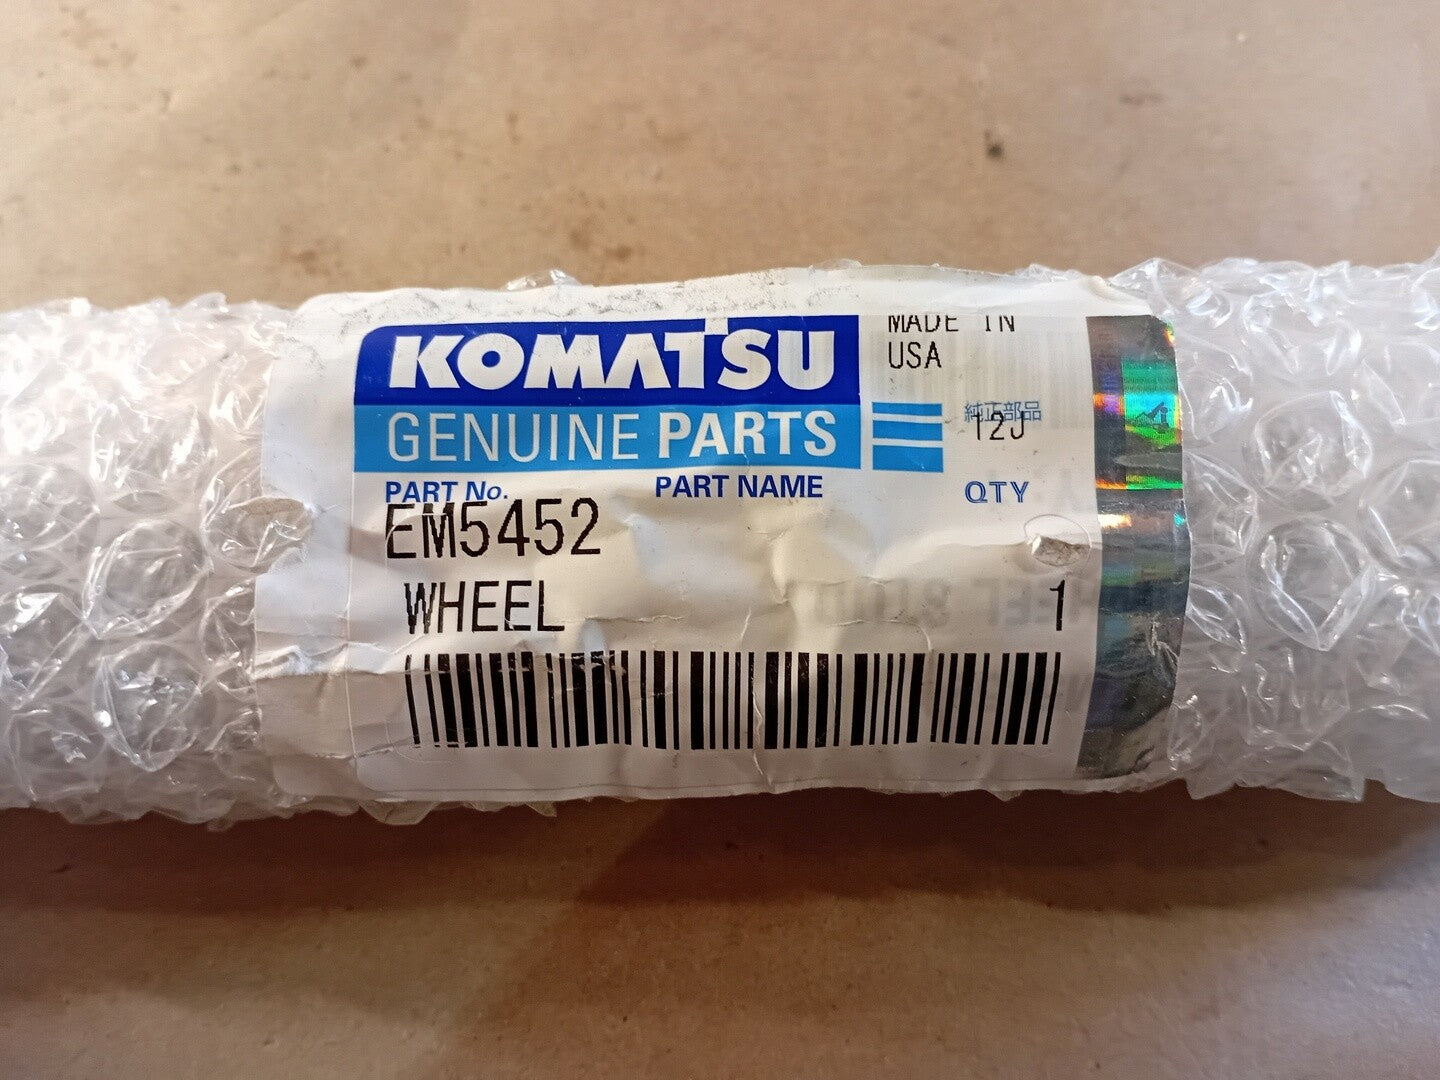 KOMATSU
GENUINE PARTS
MADE IN
USA
純正部品
12J
PART No.
PART NAME
QTY
EM5452
WHEEL
1